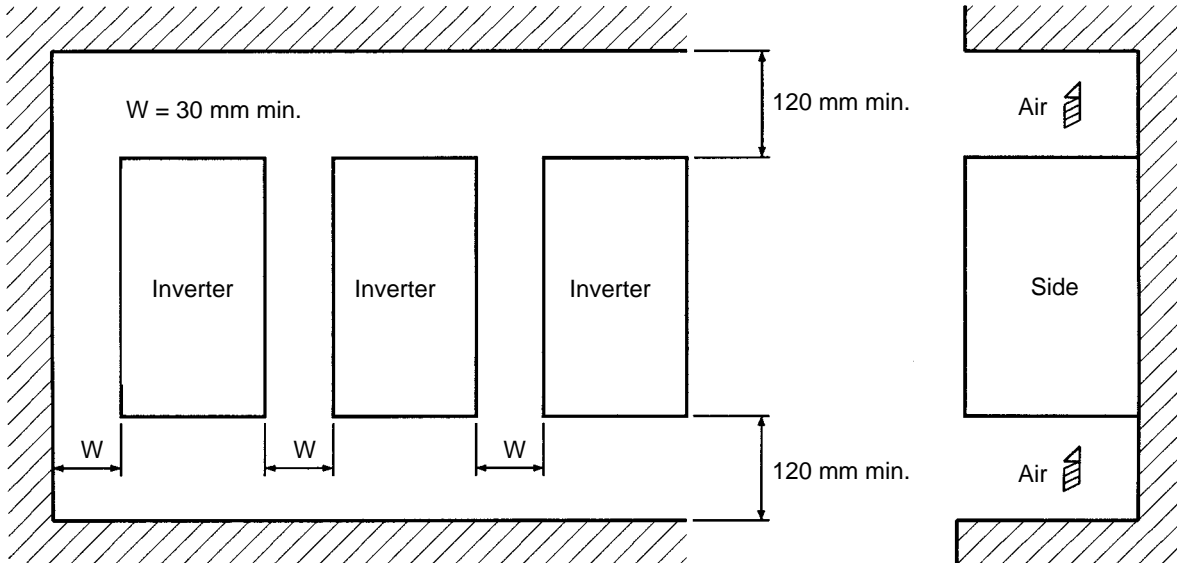 W = 30 mm min.
120 mm min.
Air
Inverter
Inverter
Inverter
Side
W
W
W
120 mm min.
Air